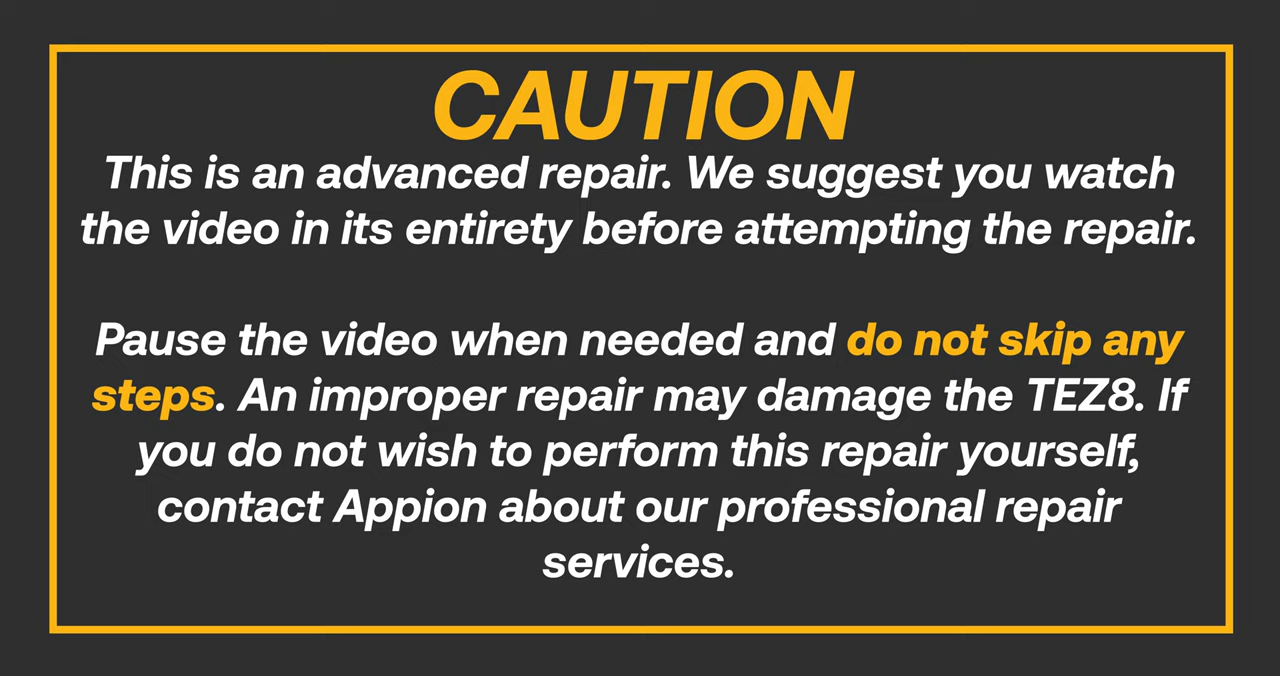 CAUTION
This is an advanced repair. We suggest you watch
the video in its entirety before attempting the repair.
Pause the video when needed and do not skip any
steps. An improper repair may damage the TEZ8. If
you do not wish to perform this repair yourself,
contact Appion about our professional repair
services.